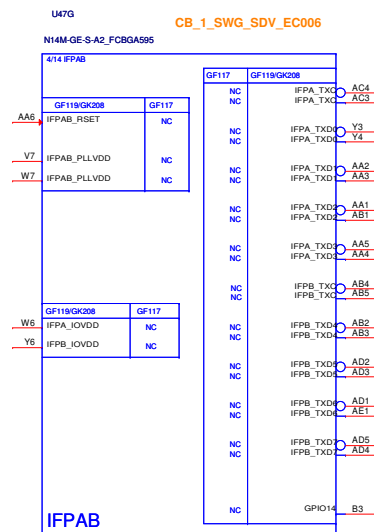 U47G
CB_1_SWG_SDV_EC006
N14M-GE-S-A2_FCBGA595
4/14 IFPAB
GF117 GF119/GK208
NC IFPA_TXC AC4
NC IFPA_TXC AC3
GF119/GK208 GF117
AA6 IFPAB_RSET NC
NC IFPA_TXD0 Y3
NC IFPA_TXD0 Y4
V7 IFPAB_PLLVDD NC
W7 IFPAB_PLLVDD NC
NC IFPA_TXD1 AA2
NC IFPA_TXD1 AA3
NC IFPA_TXD2 AA1
NC IFPA_TXD2 AB1
NC IFPA_TXD3 AA5
NC IFPA_TXD3 AA4
NC IFPB_TXC AB4
NC IFPB_TXC AB5
GF119/GK208 GF117
W6 IFPA_IOVDD NC
Y6 IFPB_IOVDD NC
NC IFPB_TXD4 AB2
NC IFPB_TXD4 AB3
NC IFPB_TXD5 AD2
NC IFPB_TXD5 AD3
NC IFPB_TXD6 AD1
NC IFPB_TXD6 AE1
NC IFPB_TXD7 AD5
NC IFPB_TXD7 AD4
NC GPIO14 B3
IFPAB